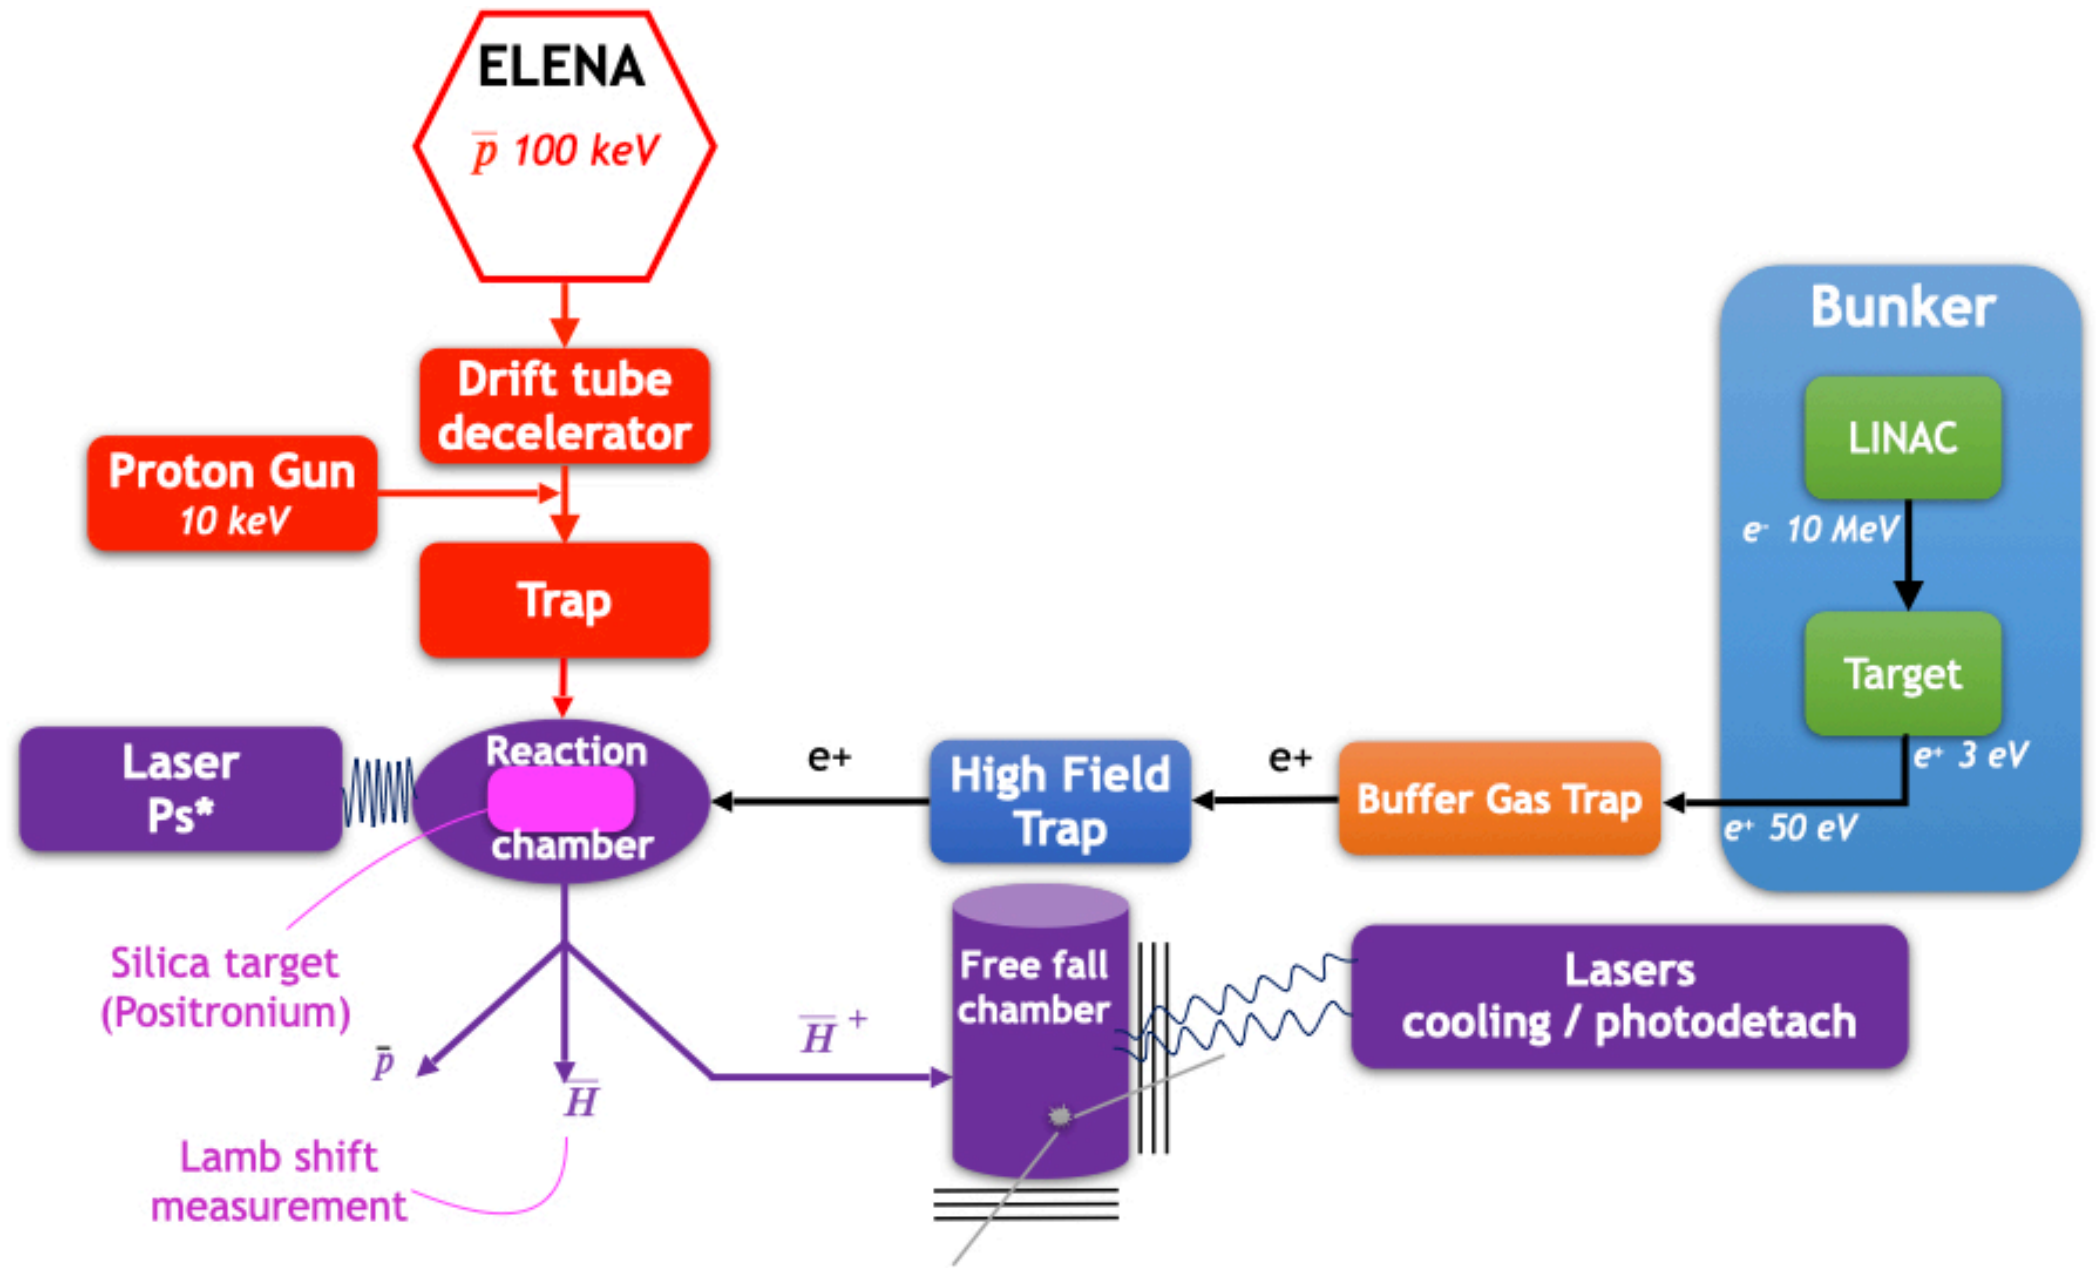 ELENA
p̅ 100 keV
Drift tube
decelerator
Proton Gun
10 keV
Trap
Bunker
LINAC
e⁻ 10 MeV
Target
e⁺ 3 eV
e⁺ 50 eV
Laser
Ps*
Reaction
chamber
e+
High Field
Trap
e+
Buffer Gas Trap
Silica target
(Positronium)
p̅
H̅
H̅ ⁺
Free fall
chamber
Lasers
cooling / photodetach
Lamb shift
measurement